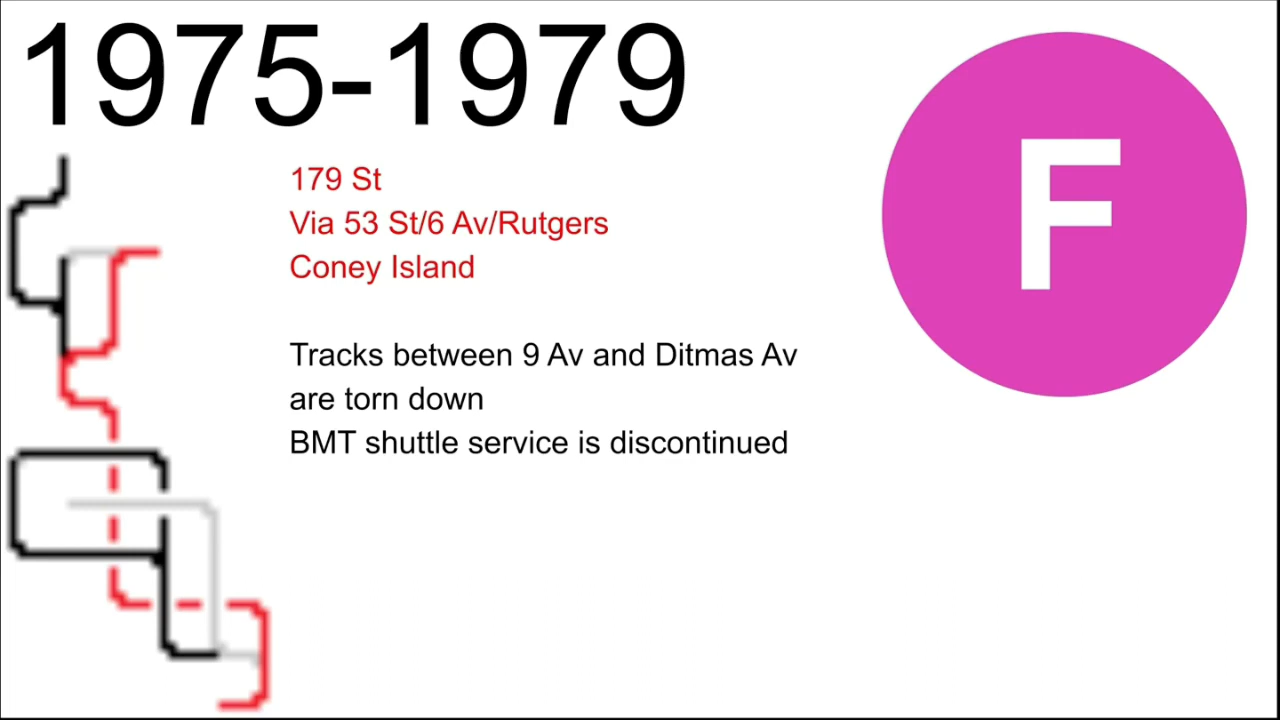 1975-1979
F
179 St
Via 53 St/6 Av/Rutgers
Coney Island
Tracks between 9 Av and Ditmas Av
are torn down
BMT shuttle service is discontinued